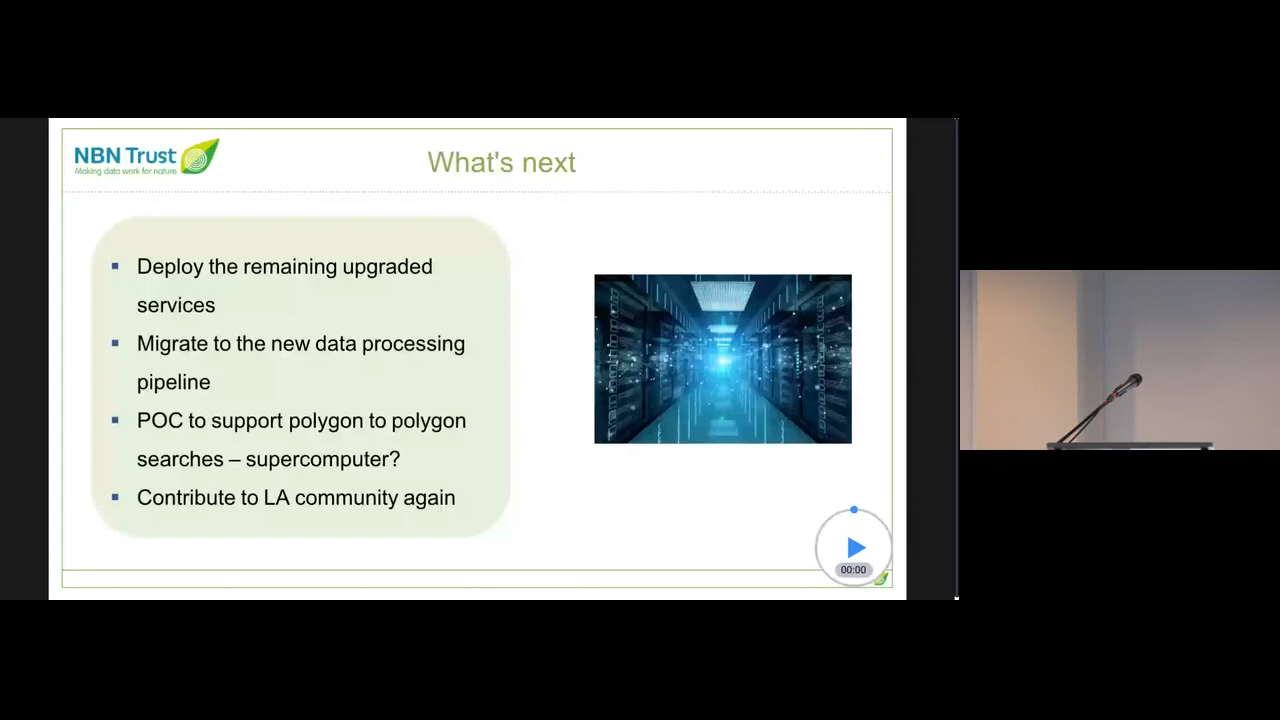 NBN Trust
Making data work for nature
What's next
▪ Deploy the remaining upgraded
services
▪ Migrate to the new data processing
pipeline
▪ POC to support polygon to polygon
searches – supercomputer?
▪ Contribute to LA community again
00:00